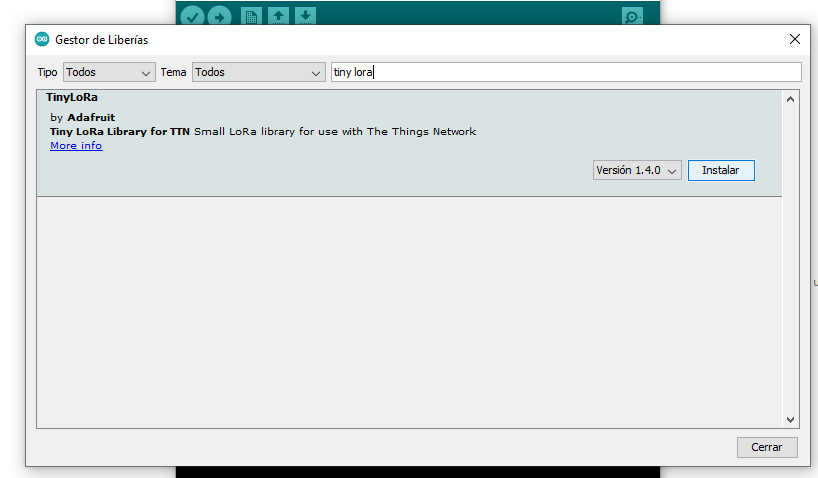 Gestor de Liberías
Tipo Todos Tema Todos tiny lora
TinyLoRa
by Adafruit
Tiny LoRa Library for TTN Small LoRa library for use with The Things Network
More info
Versión 1.4.0 Instalar
Cerrar